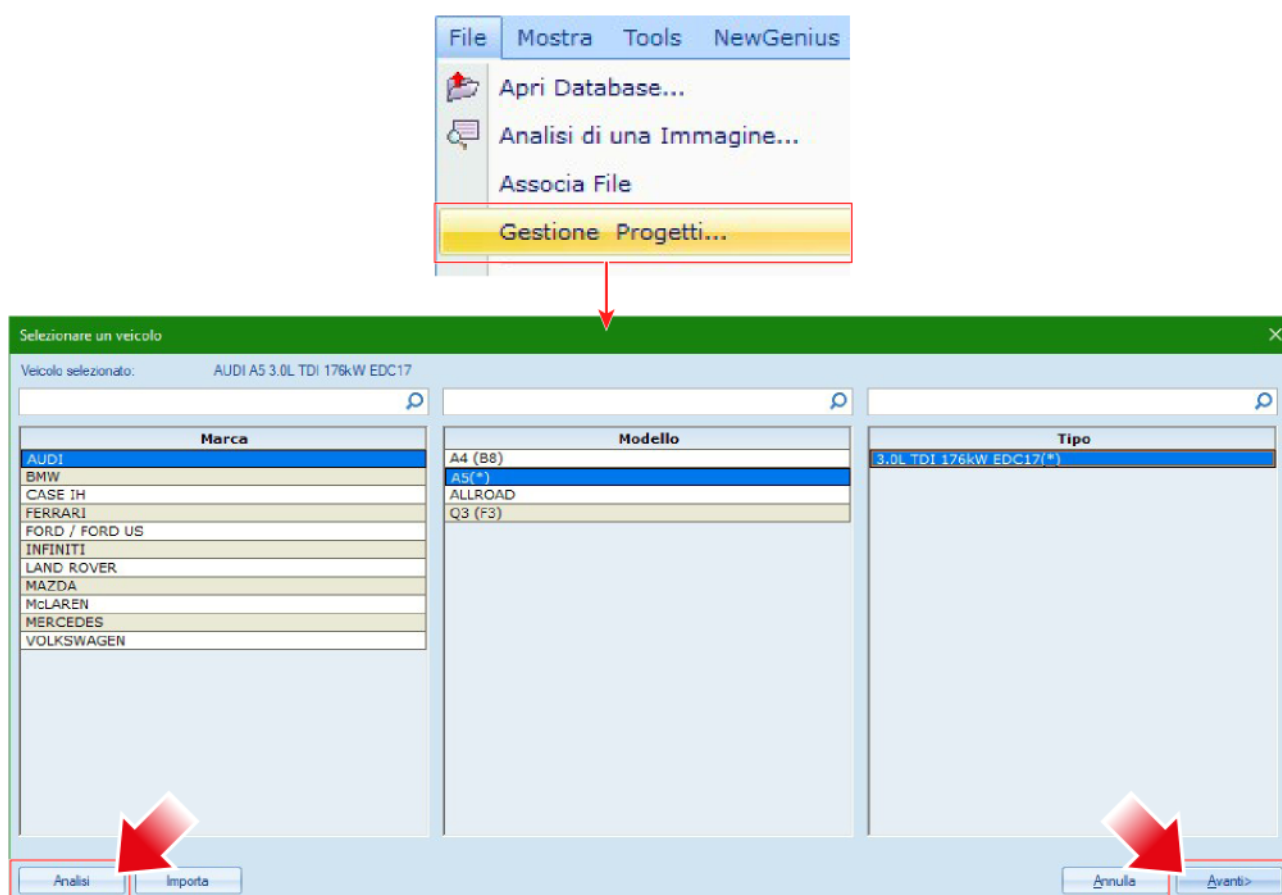 File Mostra Tools NewGenius
Apri Database...
Analisi di una Immagine...
Associa File
Gestione Progetti...
Selezionare un veicolo
Veicolo selezionato: AUDI A5 3.0L TDI 176kW EDC17
Marca Modello Tipo
AUDI A4 (B8) 3.0L TDI 176kW EDC17(*)
BMW A5(*)
CASE IH ALLROAD
FERRARI Q3 (F3)
FORD / FORD US
INFINITI
LAND ROVER
MAZDA
McLAREN
MERCEDES
VOLKSWAGEN
Analisi Importa Annulla Avanti>